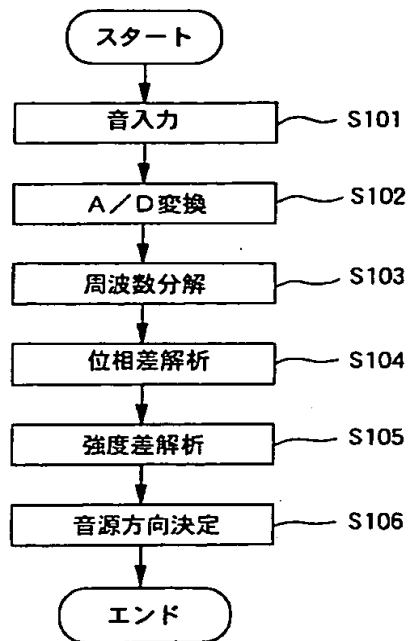 スタート
音入力 S101
A/D変換 S102
周波数分解 S103
位相差解析 S104
強度差解析 S105
音源方向決定 S106
エンド